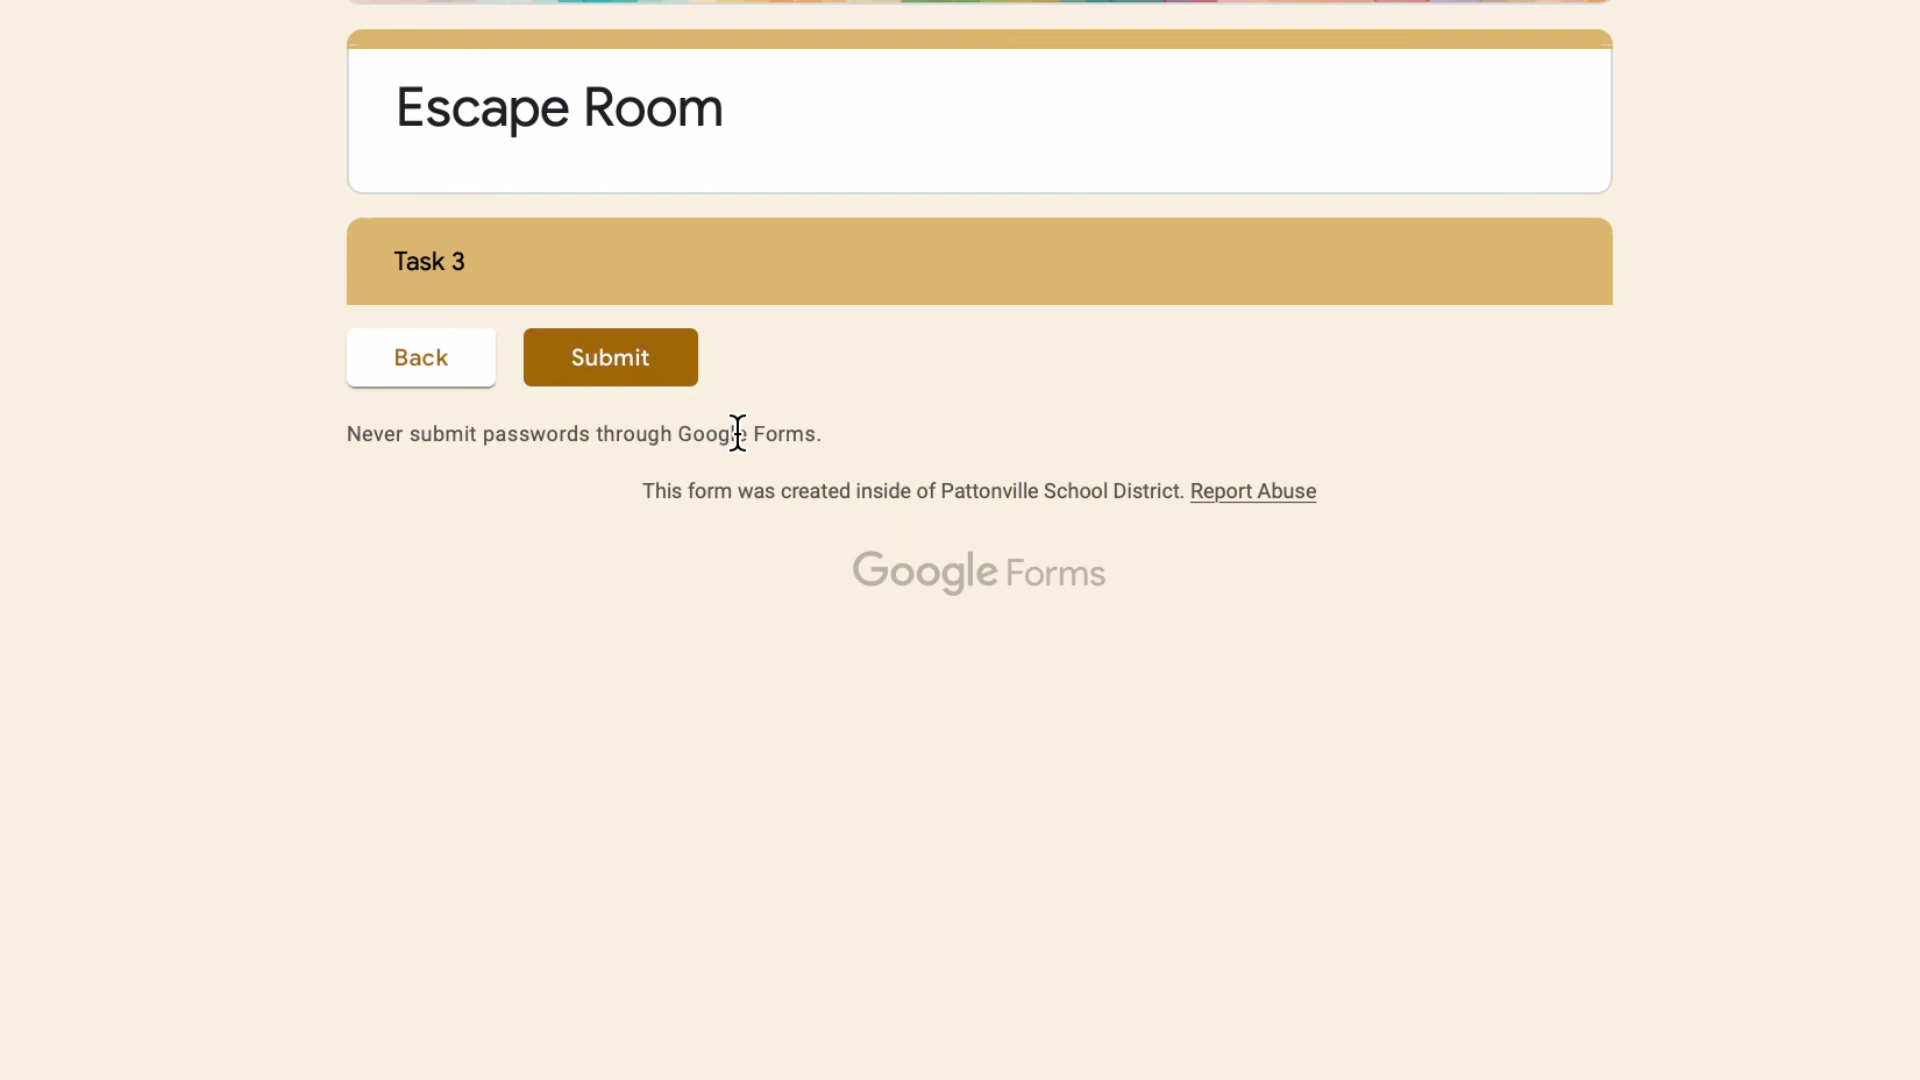 Escape Room
Task 3
Back
Submit
Never submit passwords through Google Forms.
This form was created inside of Pattonville School District. Report Abuse
Google Forms